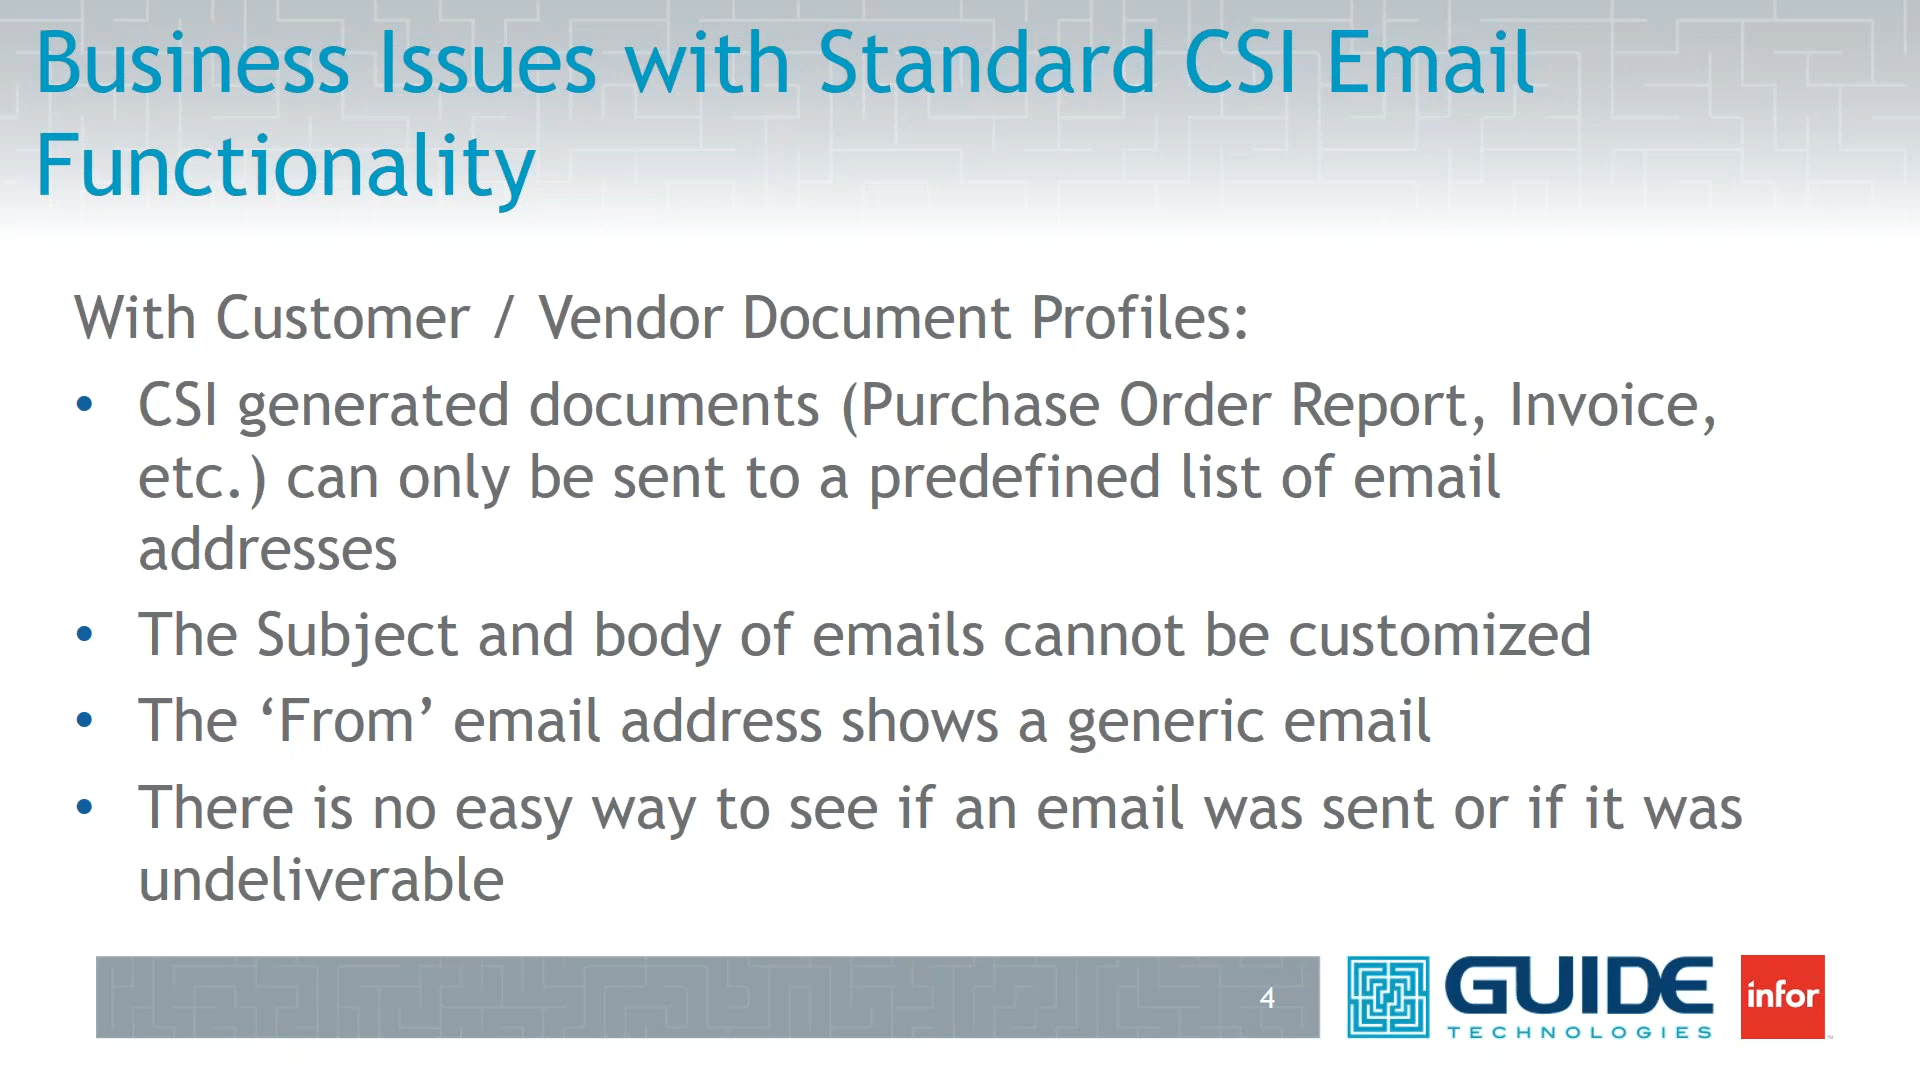 Business Issues with Standard CSI Email
Functionality
With Customer / Vendor Document Profiles:
• CSI generated documents (Purchase Order Report, Invoice,
etc.) can only be sent to a predefined list of email
addresses
• The Subject and body of emails cannot be customized
• The ‘From’ email address shows a generic email
• There is no easy way to see if an email was sent or if it was
undeliverable
4
GUIDE
TECHNOLOGIES
infor